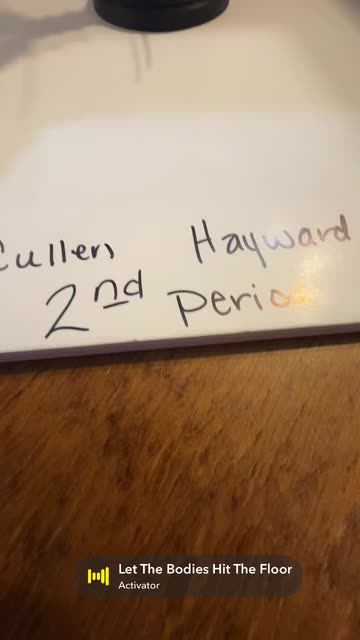 Cullen Hayward
2nd Period
Let The Bodies Hit The Floor
Activator